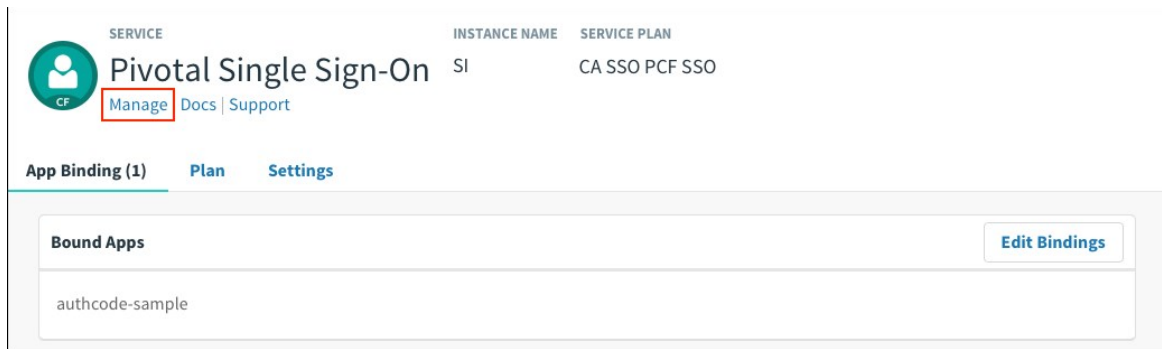 SERVICE INSTANCE NAME SERVICE PLAN
Pivotal Single Sign-On SI CA SSO PCF SSO
CF
Manage Docs | Support
App Binding (1) Plan Settings
Bound Apps Edit Bindings
authcode-sample